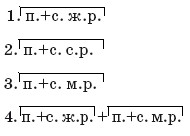 1. п.+с. ж.р.
2. п.+с. с.р.
3. п.+с. м.р.
4. п.+с. ж.р. + п.+с. м.р.